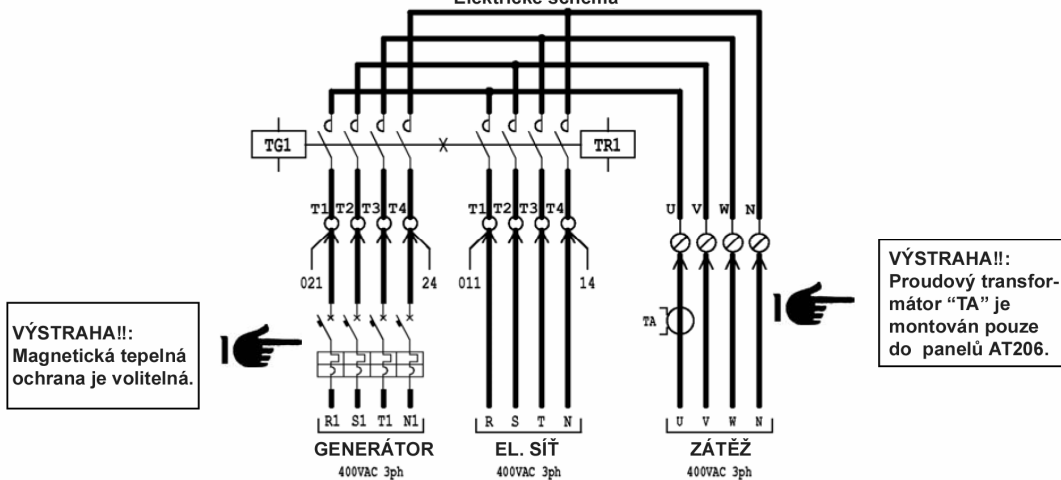 Elektrické schéma
TG1
TR1
T1 T2 T3 T4
T1 T2 T3 T4
U V W N
021
24
011
14
TA
VÝSTRAHA!!:
Magnetická tepelná
ochrana je volitelná.
VÝSTRAHA!!:
Proudový transfor-
mátor “TA” je
montován pouze
do panelů AT206.
R1 S1 T1 N1
R S T N
U V W N
GENERÁTOR
EL. SÍŤ
ZÁTĚŽ
400VAC 3ph
400VAC 3ph
400VAC 3ph